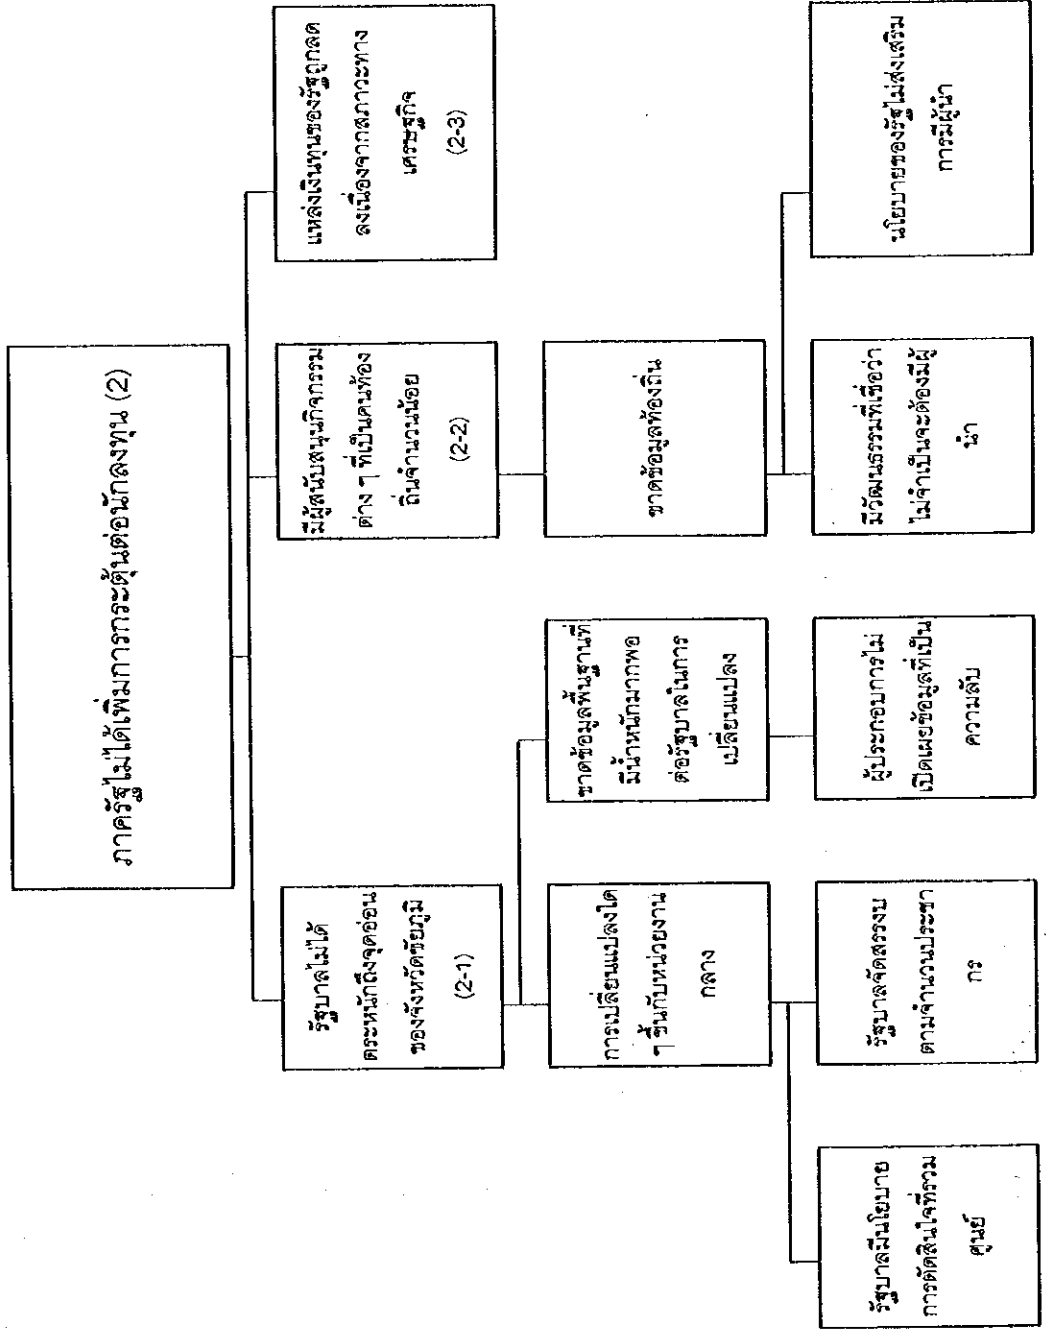 ภาครัฐไม่ได้เพิ่มการกระตุ้นต่อนักลงทุน (2)
รัฐบาลไม่ได้
ตระหนักถึงจุดอ่อน
ของจังหวัดชัยภูมิ
(2-1)
มีผู้สนับสนุนกิจกรรม
ต่าง ๆ ที่เป็นคนท้อง
ถิ่นจำนวนน้อย
(2-2)
แหล่งเงินทุนของรัฐถูกลด
ลงเนื่องจากสภาวะทาง
เศรษฐกิจ
(2-3)
การเปลี่ยนแปลงใด
ๆ ขึ้นกับหน่วยงาน
กลาง
ขาดข้อมูลพื้นฐานที่
มีน้ำหนักมากพอ
ต่อรัฐบาลในการ
เปลี่ยนแปลง
ขาดข้อมูลท้องถิ่น
รัฐบาลมีนโยบาย
การตัดสินใจที่รวม
ศูนย์
รัฐบาลจัดสรรงบ
ตามจำนวนประชา
กร
ผู้ประกอบการไม่
เปิดเผยข้อมูลที่เป็น
ความลับ
มีวัฒนธรรมที่เชื่อว่า
ไม่จำเป็นจะต้องมีผู้
นำ
นโยบายของรัฐไม่ส่งเสริม
การมีผู้นำ